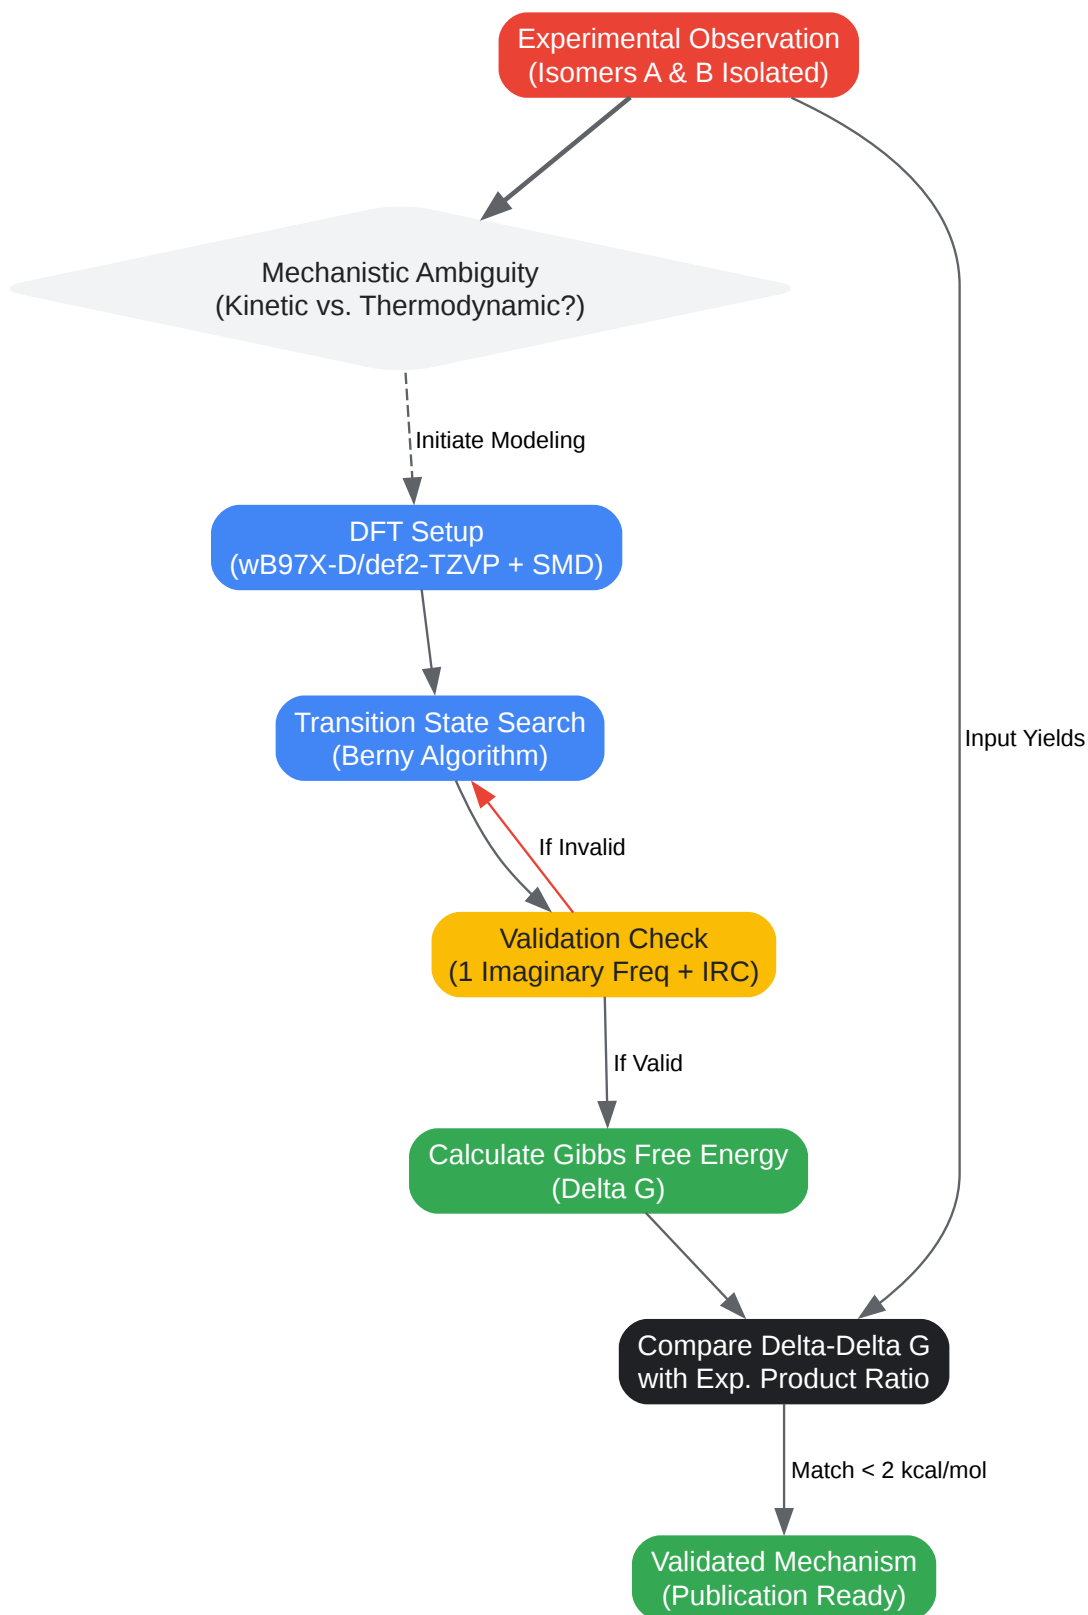 Experimental Observation
(Isomers A & B Isolated)
Mechanistic Ambiguity
(Kinetic vs. Thermodynamic?)
Initiate Modeling
DFT Setup
(wB97X-D/def2-TZVP + SMD)
Transition State Search
(Berny Algorithm)
Input Yields
If Invalid
Validation Check
(1 Imaginary Freq + IRC)
If Valid
Calculate Gibbs Free Energy
(Delta G)
Compare Delta-Delta G
with Exp. Product Ratio
Match < 2 kcal/mol
Validated Mechanism
(Publication Ready)